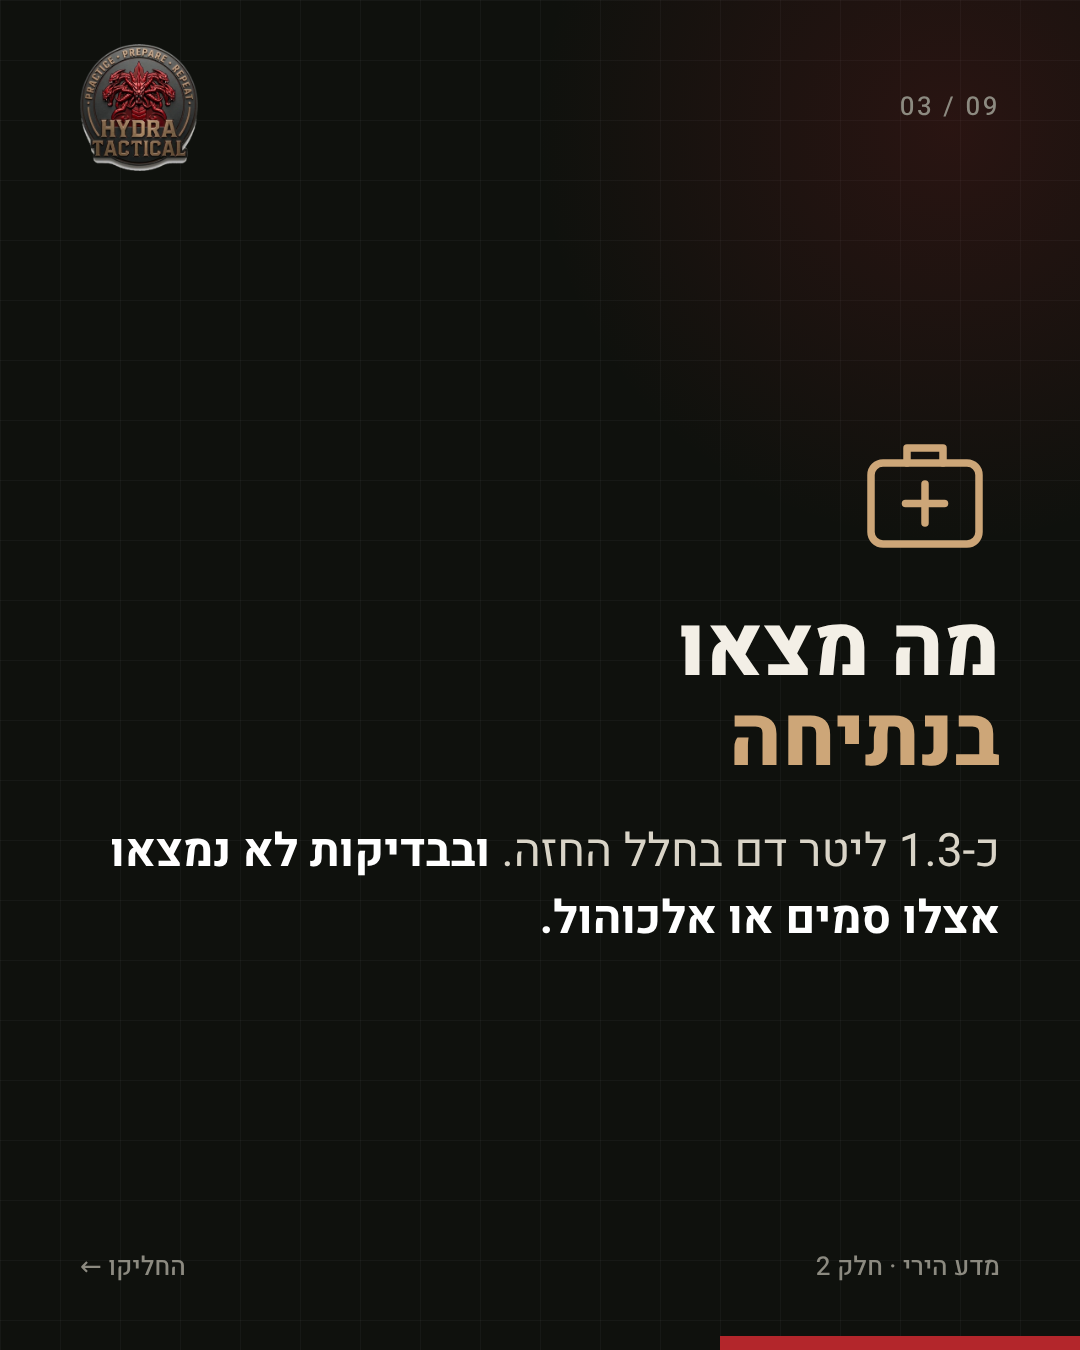 PRACTICE · PREPARE · REPEAT
HYDRA
TACTICAL
03 / 09
מה מצאו
בנתיחה
כ-1.3 ליטר דם בחלל החזה. ובבדיקות לא נמצאו
אצלו סמים או אלכוהול.
מדע הירי · חלק 2
החליקו ←